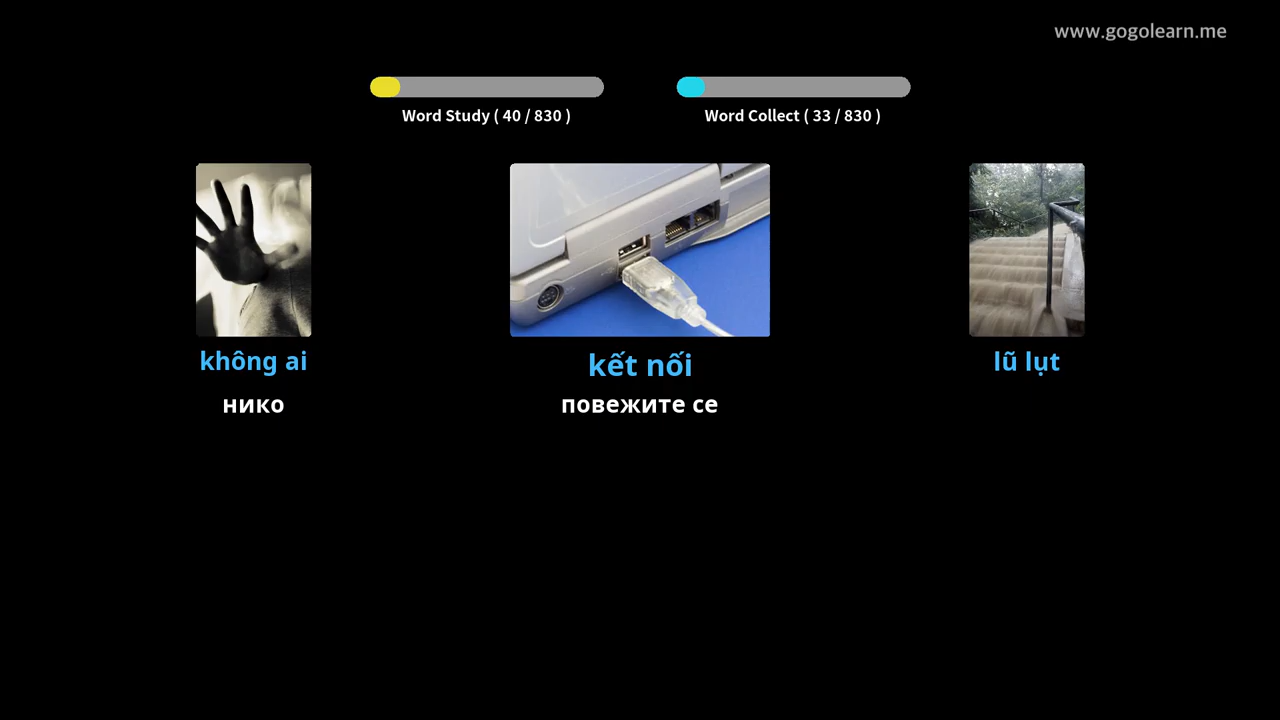 www.gogolearn.me
Word Study ( 40 / 830 )
Word Collect ( 33 / 830 )
không ai
нико
kết nối
повежите се
lũ lụt